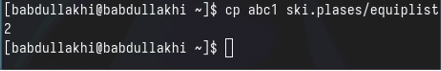 [babdullakhi@babdullakhi ~]$ cp abc1 ski.plases/equiplist
2
[babdullakhi@babdullakhi ~]$